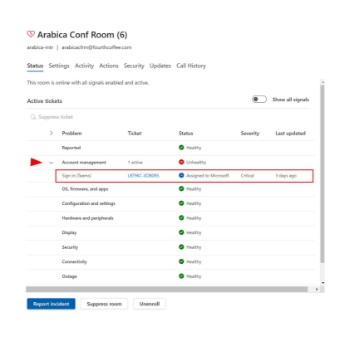 Arabica Conf Room (6)
arabica-mtr | arabicacfrm@fourthcoffee.com
Status Settings Activity Actions Security Updates Call History
This room is online with all signals enabled and active.
Active tickets Show all signals
Suppress ticket
Problem Ticket Status Severity Last updated
Reported Healthy
Account management 1 active Unhealthy
Sign in (Teams) Assigned to Microsoft Critical 3 days ago
OS, firmware, and apps Healthy
Configuration and settings Healthy
Hardware and peripherals Healthy
Display Healthy
Security Healthy
Connectivity Healthy
Outage Healthy
Report incident Suppress room Unenroll